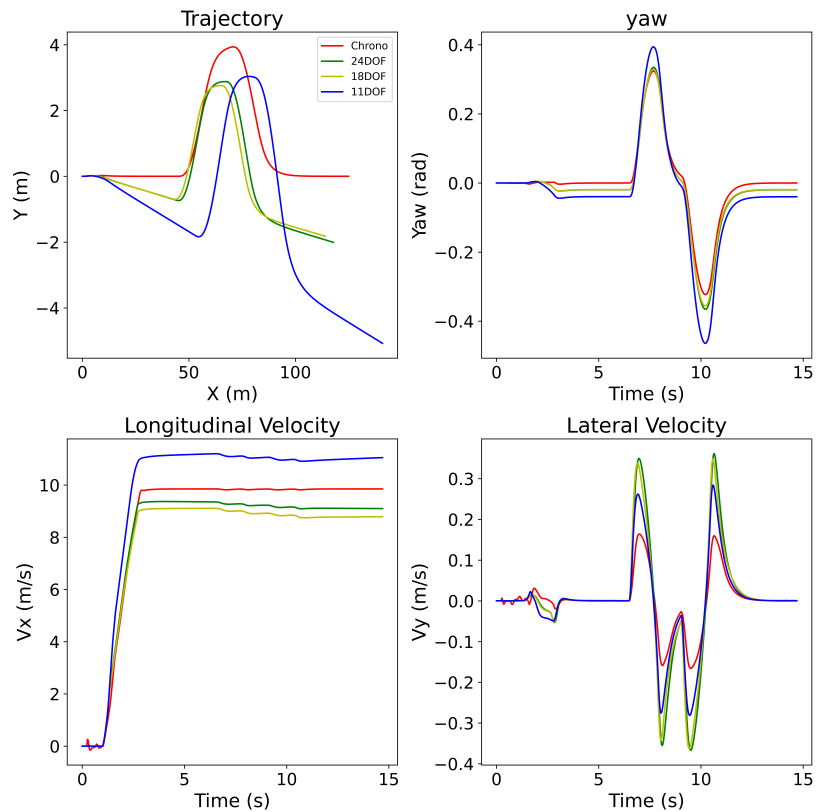 Trajectory
Y (m)
4
2
0
−2
−4
Chrono
24DOF
18DOF
11DOF
0
50
100
X (m)
yaw
Yaw (rad)
0.4
0.2
0.0
−0.2
−0.4
0
5
10
15
Time (s)
Longitudinal Velocity
Vx (m/s)
10
8
6
4
2
0
0
5
10
15
Time (s)
Lateral Velocity
Vy (m/s)
0.3
0.2
0.1
0.0
−0.1
−0.2
−0.3
−0.4
0
5
10
15
Time (s)